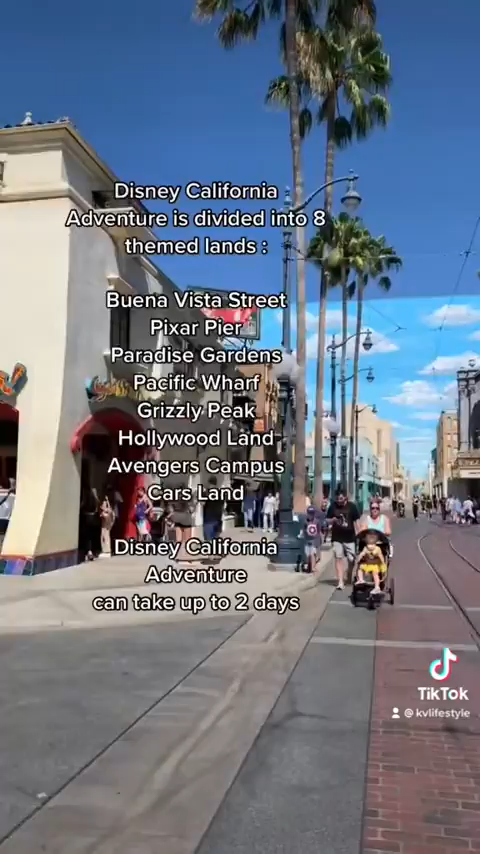 Disney California
Adventure is divided into 8
themed lands :
Buena Vista Street
Pixar Pier
Paradise Gardens
Pacific Wharf
Grizzly Peak
Hollywood Land
Avengers Campus
Cars Land
Disney California
Adventure
can take up to 2 days
TikTok
@kvlifestyle